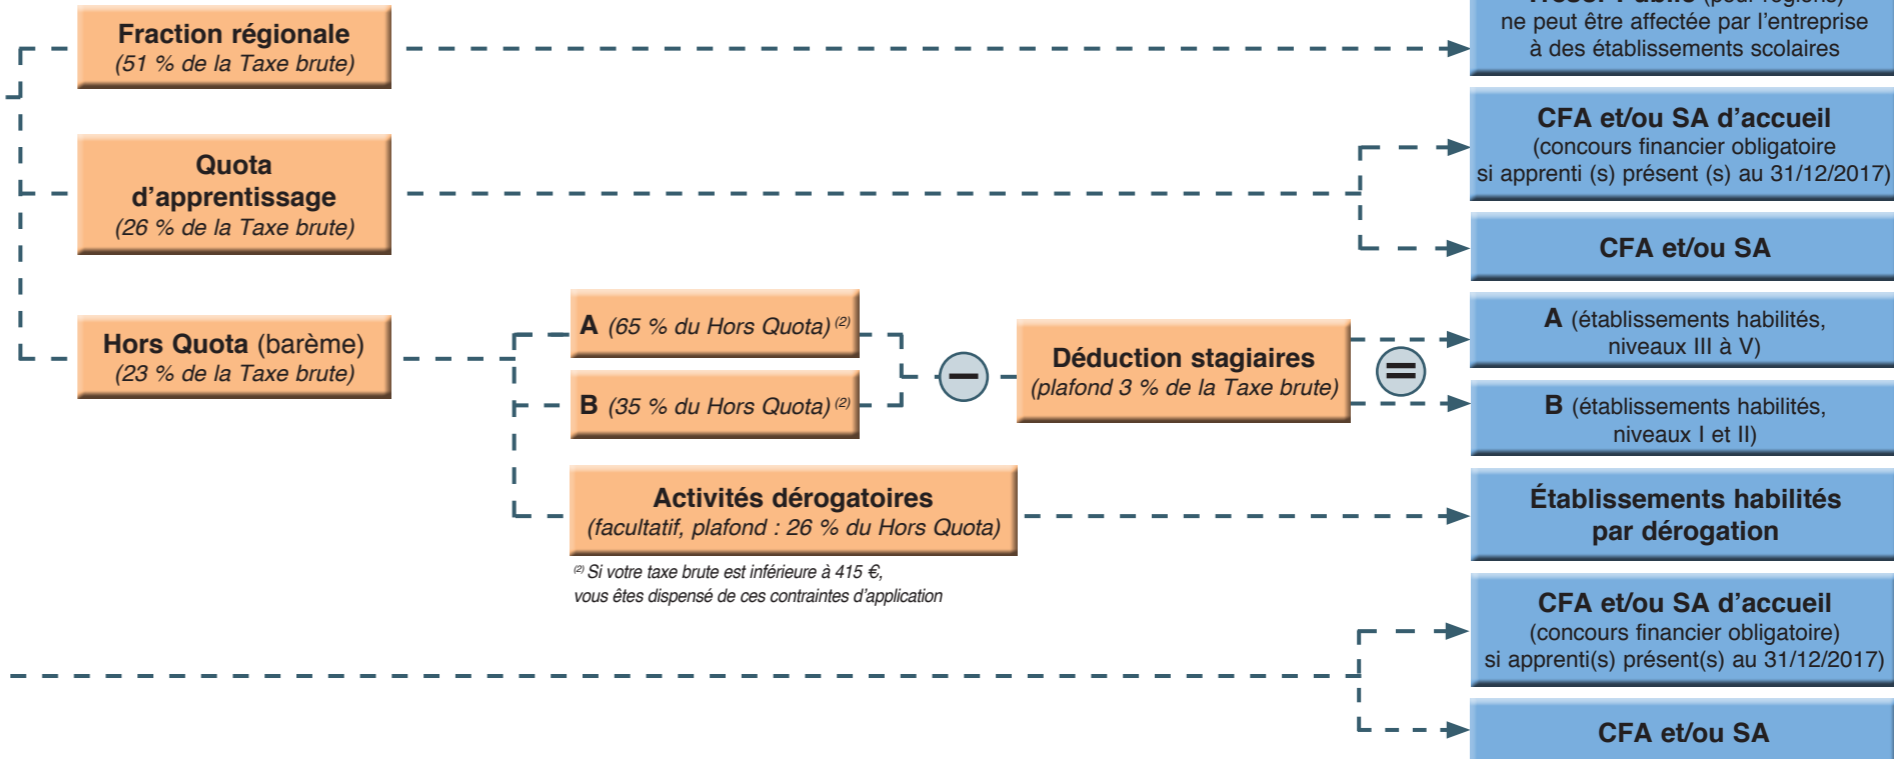 Trésor Public (pour régions)
ne peut être affectée par l'entreprise
à des établissements scolaires
Fraction régionale
(51 % de la Taxe brute)
CFA et/ou SA d'accueil
(concours financier obligatoire
si apprenti (s) présent (s) au 31/12/2017)
Quota
d'apprentissage
(26 % de la Taxe brute)
CFA et/ou SA
Hors Quota (barème)
(23 % de la Taxe brute)
A (65 % du Hors Quota) (2)
B (35 % du Hors Quota) (2)
−
Déduction stagiaires
(plafond 3 % de la Taxe brute)
=
A (établissements habilités,
niveaux III à V)
B (établissements habilités,
niveaux I et II)
Activités dérogatoires
(facultatif, plafond : 26 % du Hors Quota)
Établissements habilités
par dérogation
(2) Si votre taxe brute est inférieure à 415 €,
vous êtes dispensé de ces contraintes d'application
CFA et/ou SA d'accueil
(concours financier obligatoire)
si apprenti(s) présent(s) au 31/12/2017)
CFA et/ou SA